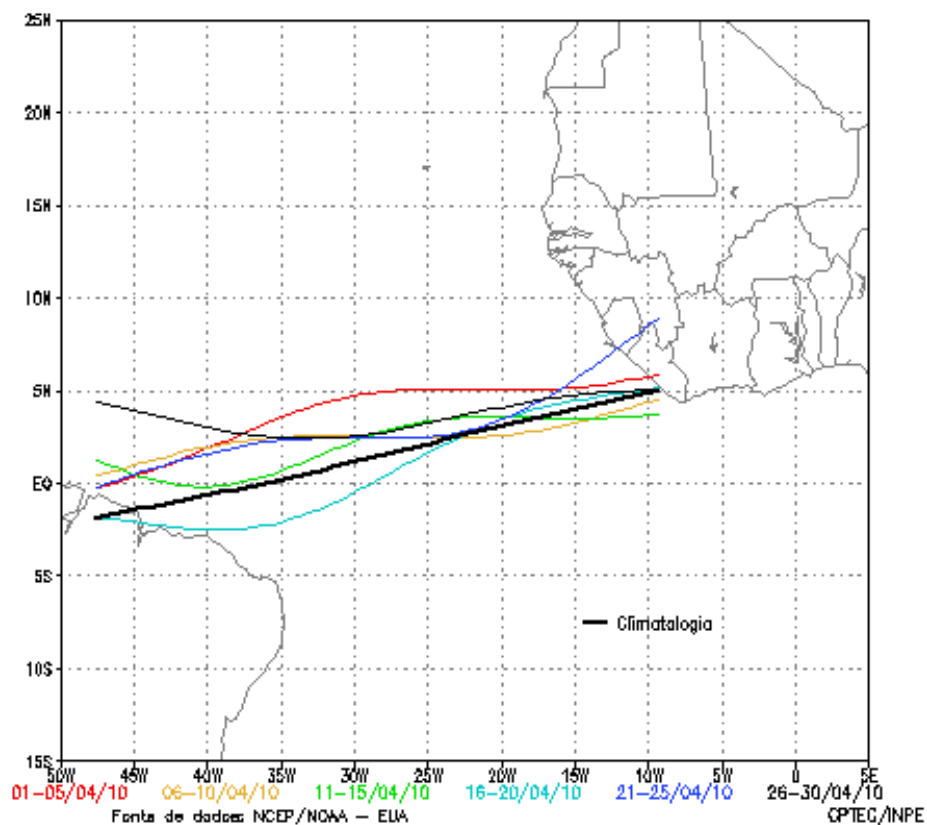 25N
20N
15N
10N
5N
EQ
5S
10S
15S
Climatologia
50W 45W 40W 35W 30W 25W 20W 15W 10W 5W 0 5E
01-05/04/10 06-10/04/10 11-15/04/10 16-20/04/10 21-25/04/10 26-30/04/10
Fonte de dados: NCEP/NOAA - EUA CPTEC/INPE